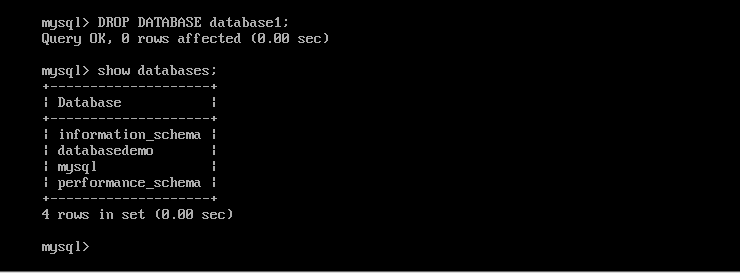 mysql> DROP DATABASE database1;
Query OK, 0 rows affected (0.00 sec)
mysql> show databases;
+--------------------+
| Database           |
+--------------------+
| information_schema |
| databasedemo       |
| mysql              |
| performance_schema |
+--------------------+
4 rows in set (0.00 sec)
mysql>